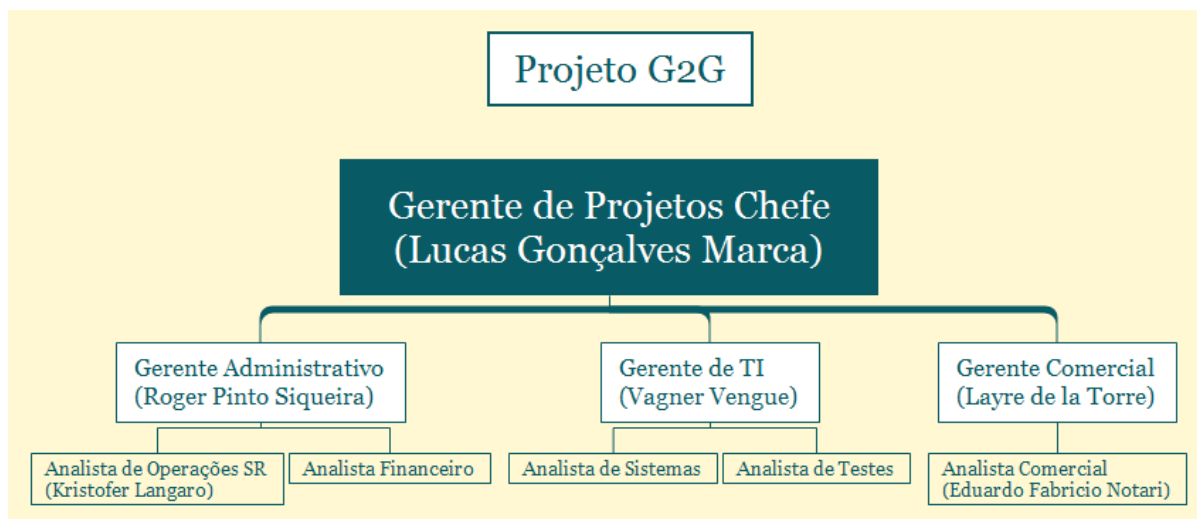 Projeto G2G
Gerente de Projetos Chefe
(Lucas Gonçalves Marca)
Gerente Administrativo
(Roger Pinto Siqueira)
Gerente de TI
(Vagner Vengue)
Gerente Comercial
(Layre de la Torre)
Analista de Operações SR
(Kristofer Langaro)
Analista Financeiro
Analista de Sistemas
Analista de Testes
Analista Comercial
(Eduardo Fabricio Notari)